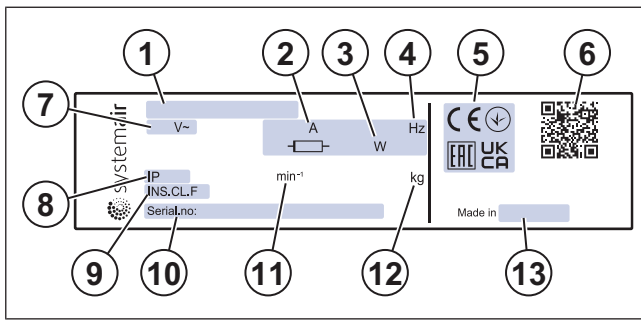 1
2
3
4
5
6
7
V~
A
Hz
W
CE
EAC
UK
CA
systemair
8
IP
min⁻¹
kg
INS.CL.F
Serial.no:
Made in
9
10
11
12
13